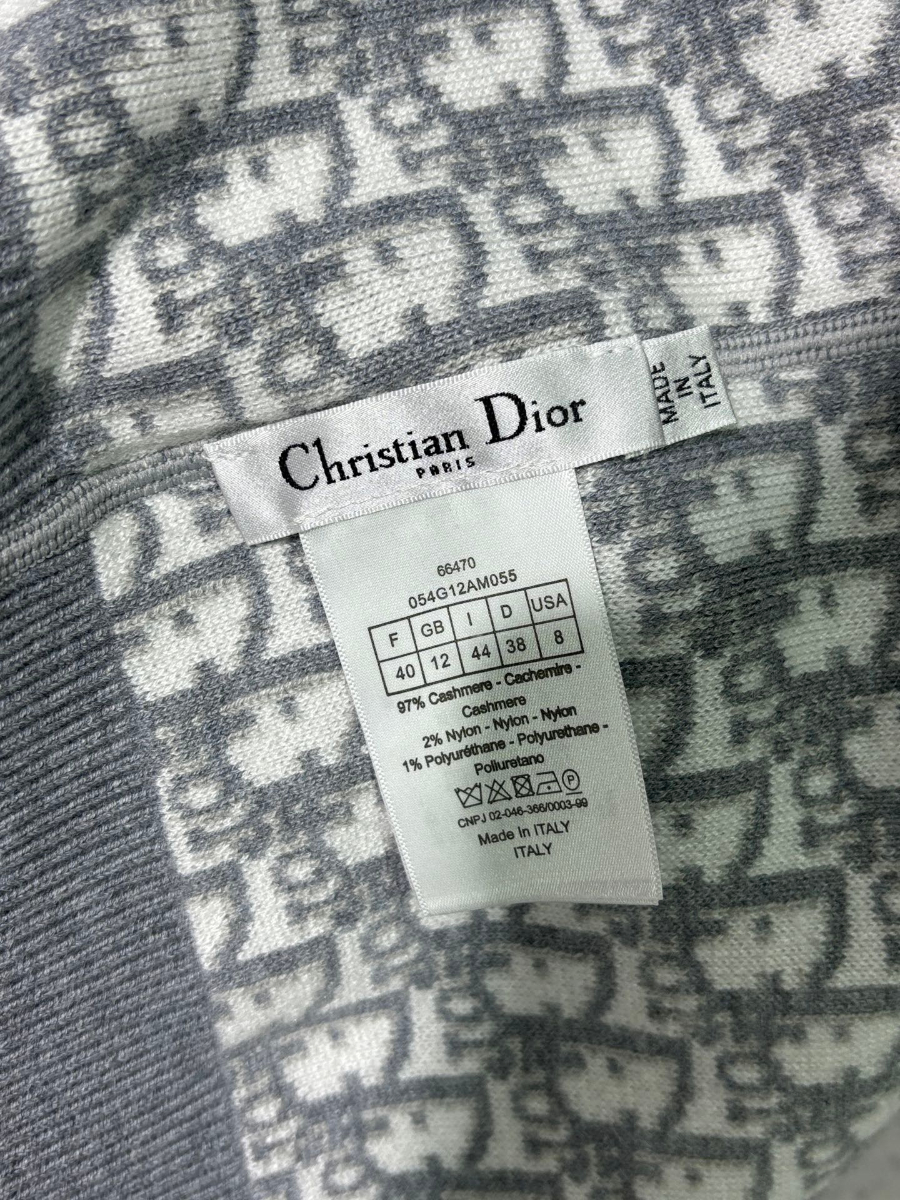 Christian Dior
PARIS
MADE
IN
ITALY
66470
054G12AM055
F GB I D USA
40 12 44 38 8
97% Cashmere - Cachemire -
Cashmere
2% Nylon - Nylon - Nylon
1% Polyuréthane - Polyurethane -
Poliuretano
P
CNPJ 02-046-366/0003-99
Made In ITALY
ITALY